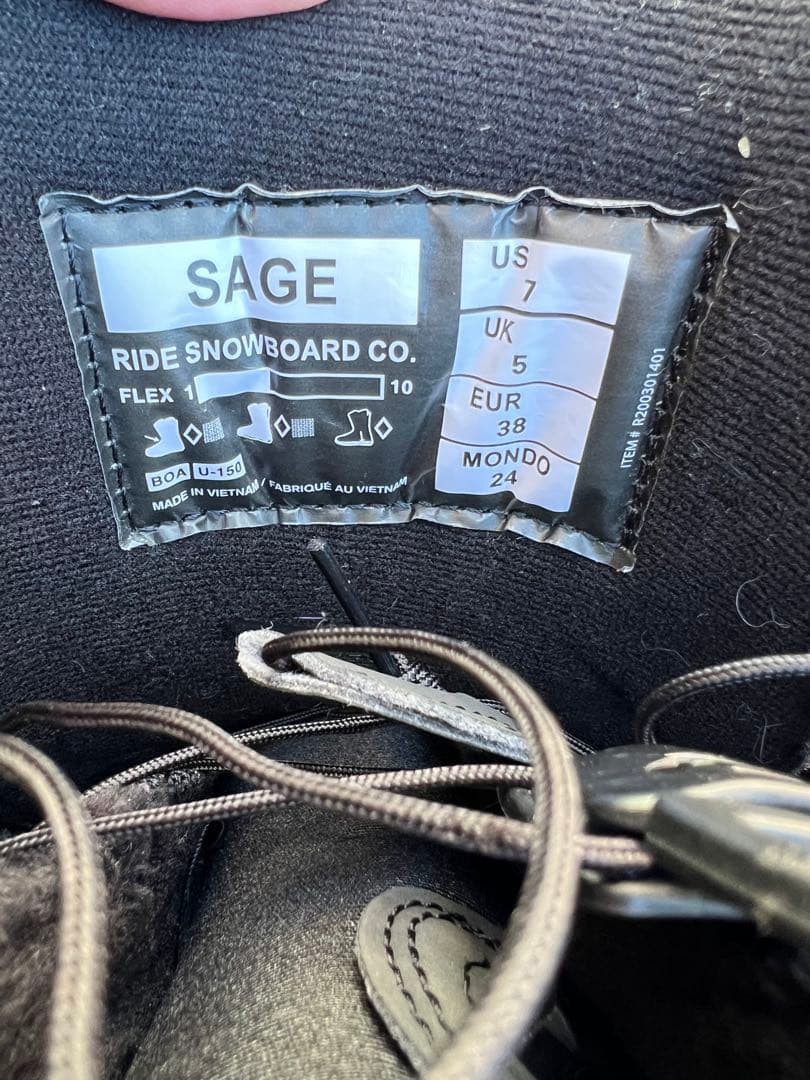 SAGE
RIDE SNOWBOARD CO.
FLEX 1 10
BOA U-150
MADE IN VIETNAM / FABRIQUÉ AU VIETNAM
US
7
UK
5
EUR
38
MONDO
24
ITEM# R200301401